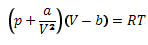 (p + a/V²)(V − b) = RT